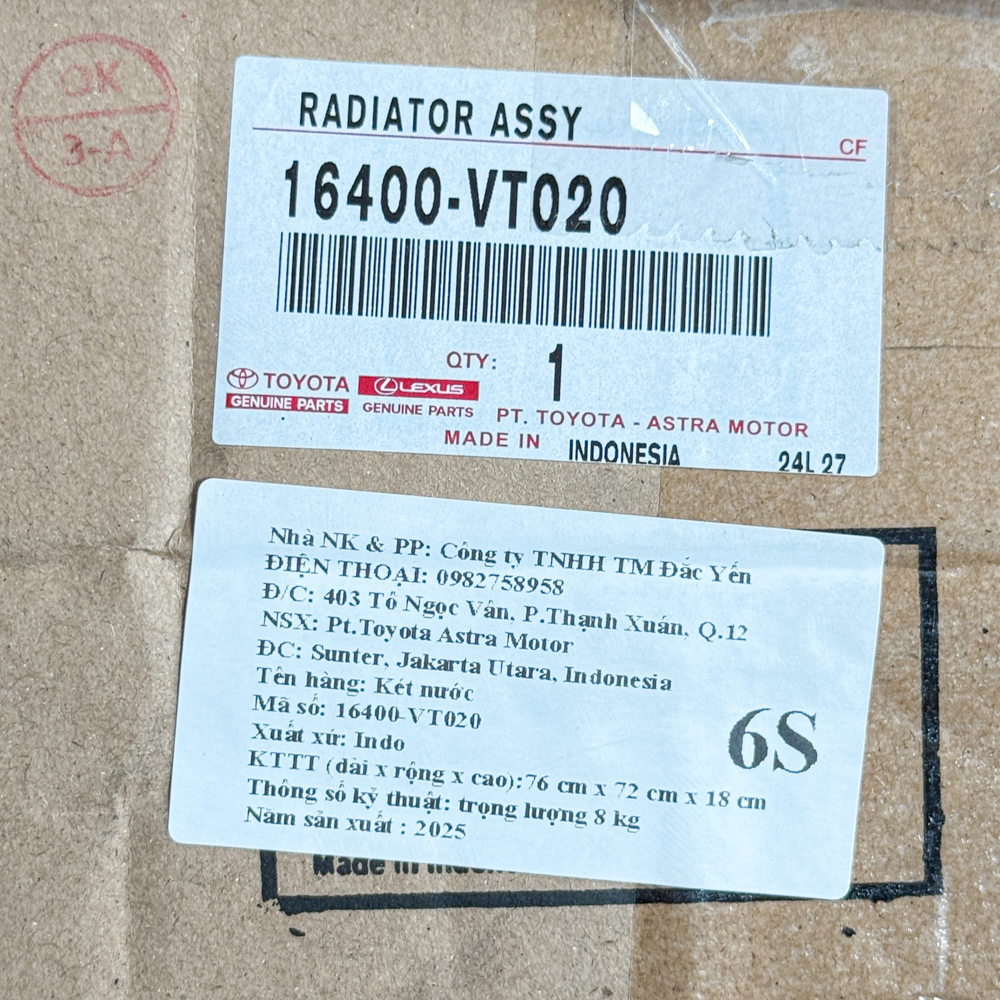 OK
3-A
RADIATOR ASSY
CF
16400-VT020
QTY: 1
TOYOTA LEXUS
GENUINE PARTS GENUINE PARTS PT. TOYOTA - ASTRA MOTOR
MADE IN INDONESIA 24L 27
Nhà NK & PP: Công ty TNHH TM Đắc Yến
ĐIỆN THOẠI: 0982758958
Đ/C: 403 Tô Ngọc Vân, P.Thạnh Xuân, Q.12
NSX: Pt.Toyota Astra Motor
ĐC: Sunter, Jakarta Utara, Indonesia
Tên hàng: Két nước
Mã số: 16400-VT020
Xuất xứ: Indo
KTTT (dài x rộng x cao):76 cm x 72 cm x 18 cm
Thông số kỹ thuật: trọng lượng 8 kg
Năm sản xuất : 2025
6S
Made in